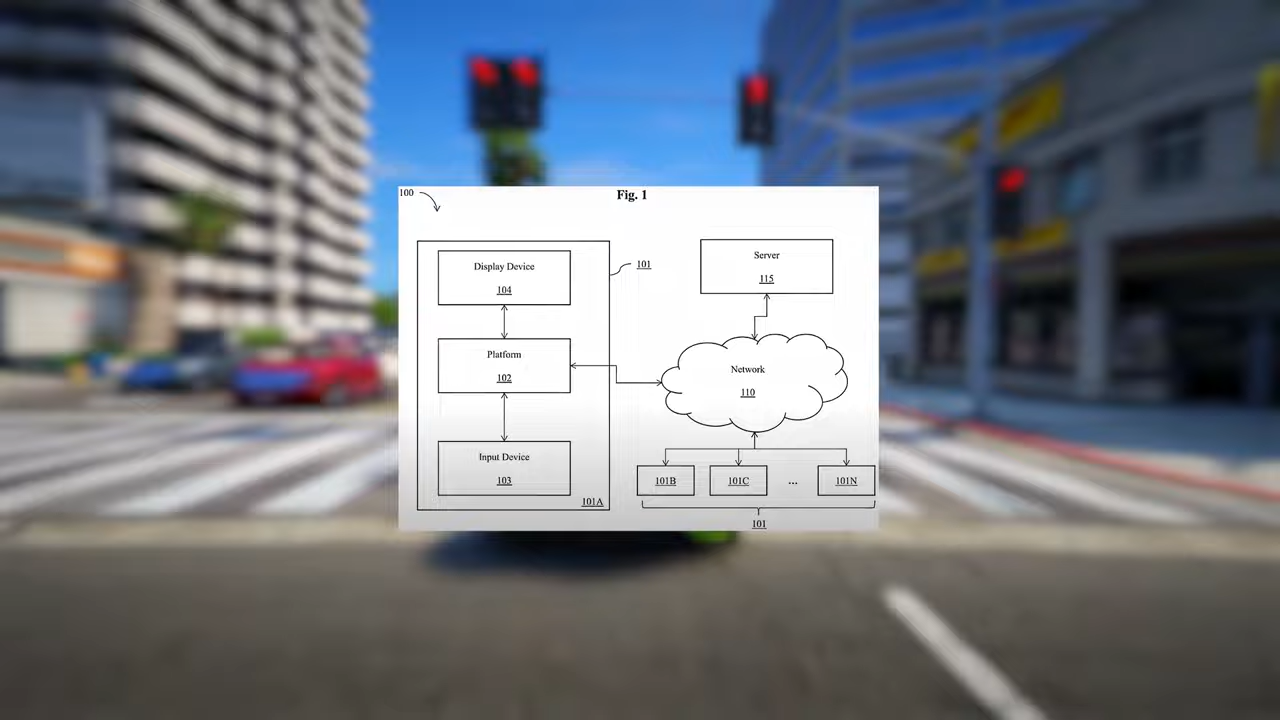 100
Fig. 1
Display Device
104
101
Server
115
Platform
102
Network
110
Input Device
103
101A
101B
101C
...
101N
101